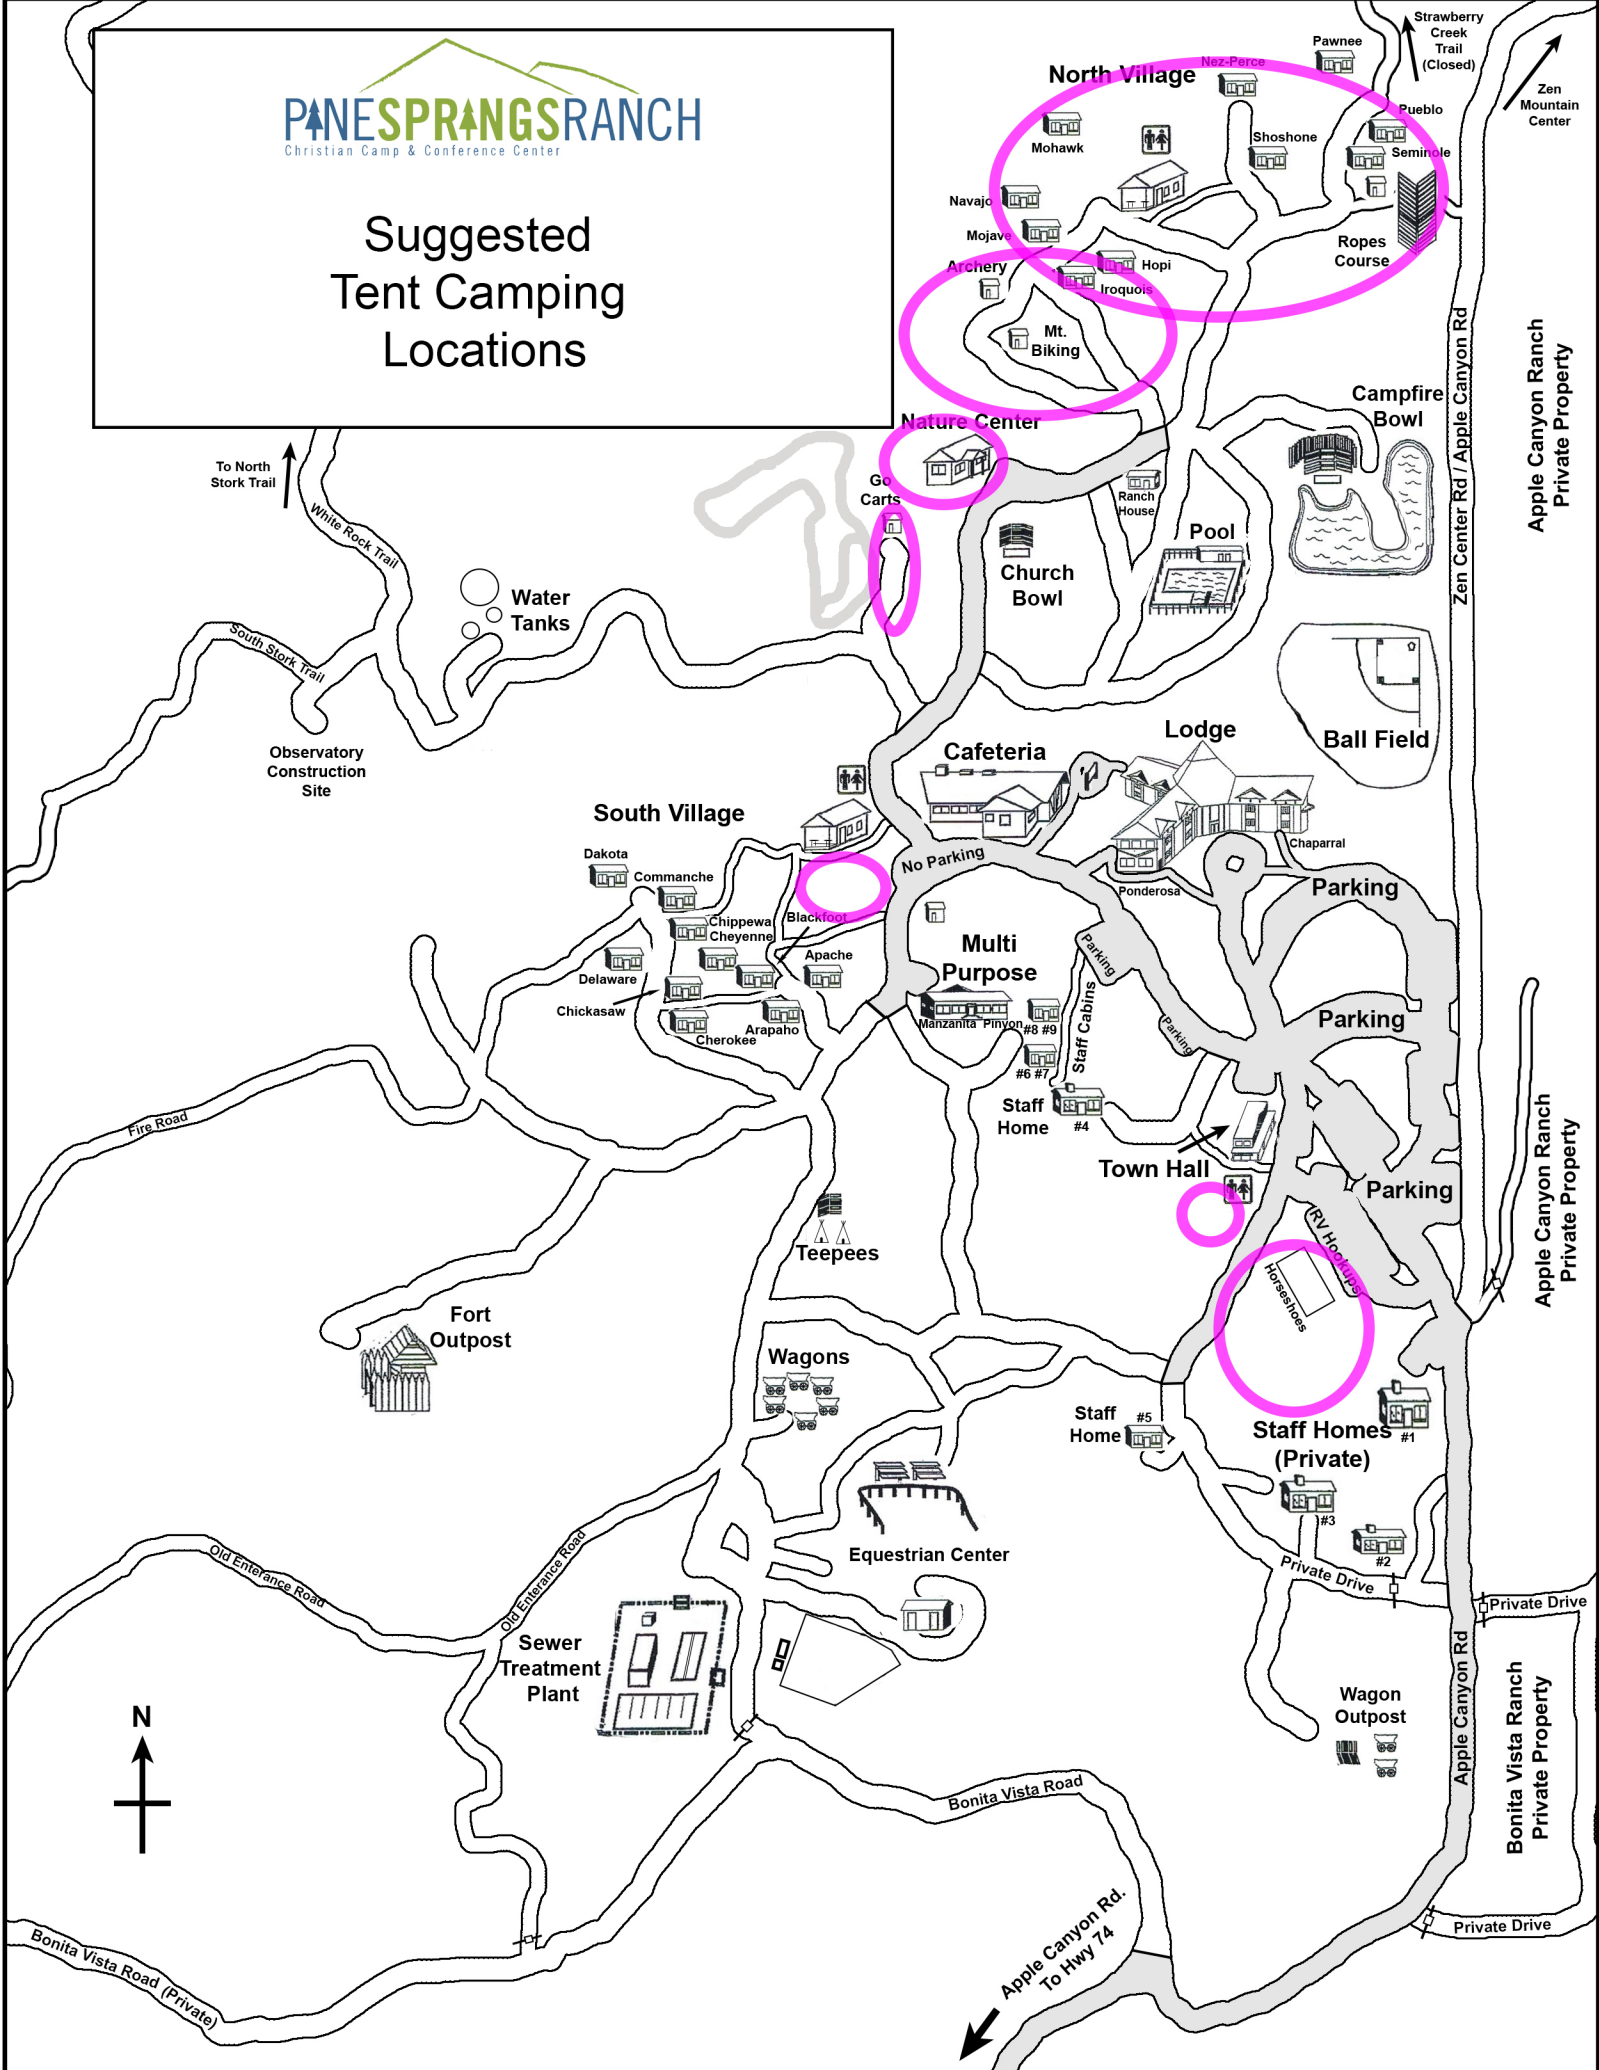 PINESPRINGSRANCH
Christian Camp & Conference Center
Suggested
Tent Camping
Locations
Strawberry
Creek
Trail
(Closed)
Zen
Mountain
Center
Pawnee
Nez-Perce
North Village
Pueblo
Mohawk
Shoshone
Seminole
Navajo
Mojave
Ropes
Course
Archery
Hopi
Iroquois
Mt.
Biking
Zen Center Rd / Apple Canyon Rd
Apple Canyon Ranch
Private Property
Campfire
Bowl
Nature Center
To North
Stork Trail
White Rock Trail
Go
Carts
Ranch
House
Pool
Church
Bowl
Water
Tanks
South Stork Trail
Observatory
Construction
Site
Ball Field
Lodge
Cafeteria
South Village
No Parking
Chaparral
Ponderosa
Parking
Dakota
Commanche
Chippewa
Cheyenne
Blackfoot
Delaware
Apache
Chickasaw
Cherokee
Arapaho
Multi
Purpose
Manzanita
Pinyon
#8 #9
#6 #7
Parking
Staff Cabins
Parking
Parking
Staff
Home
#4
Town Hall
Parking
Apple Canyon Ranch
Private Property
Fire Road
Teepees
RV Hookups
Horseshoes
Fort
Outpost
Wagons
Staff
Home
#5
Staff Homes
(Private)
#1
#3
#2
Private Drive
Private Drive
Equestrian Center
Old Enterance Road
Old Enterance Road
Sewer
Treatment
Plant
Wagon
Outpost
Apple Canyon Rd
Bonita Vista Ranch
Private Property
N
Bonita Vista Road
Private Drive
Apple Canyon Rd.
To Hwy 74
Bonita Vista Road (Private)